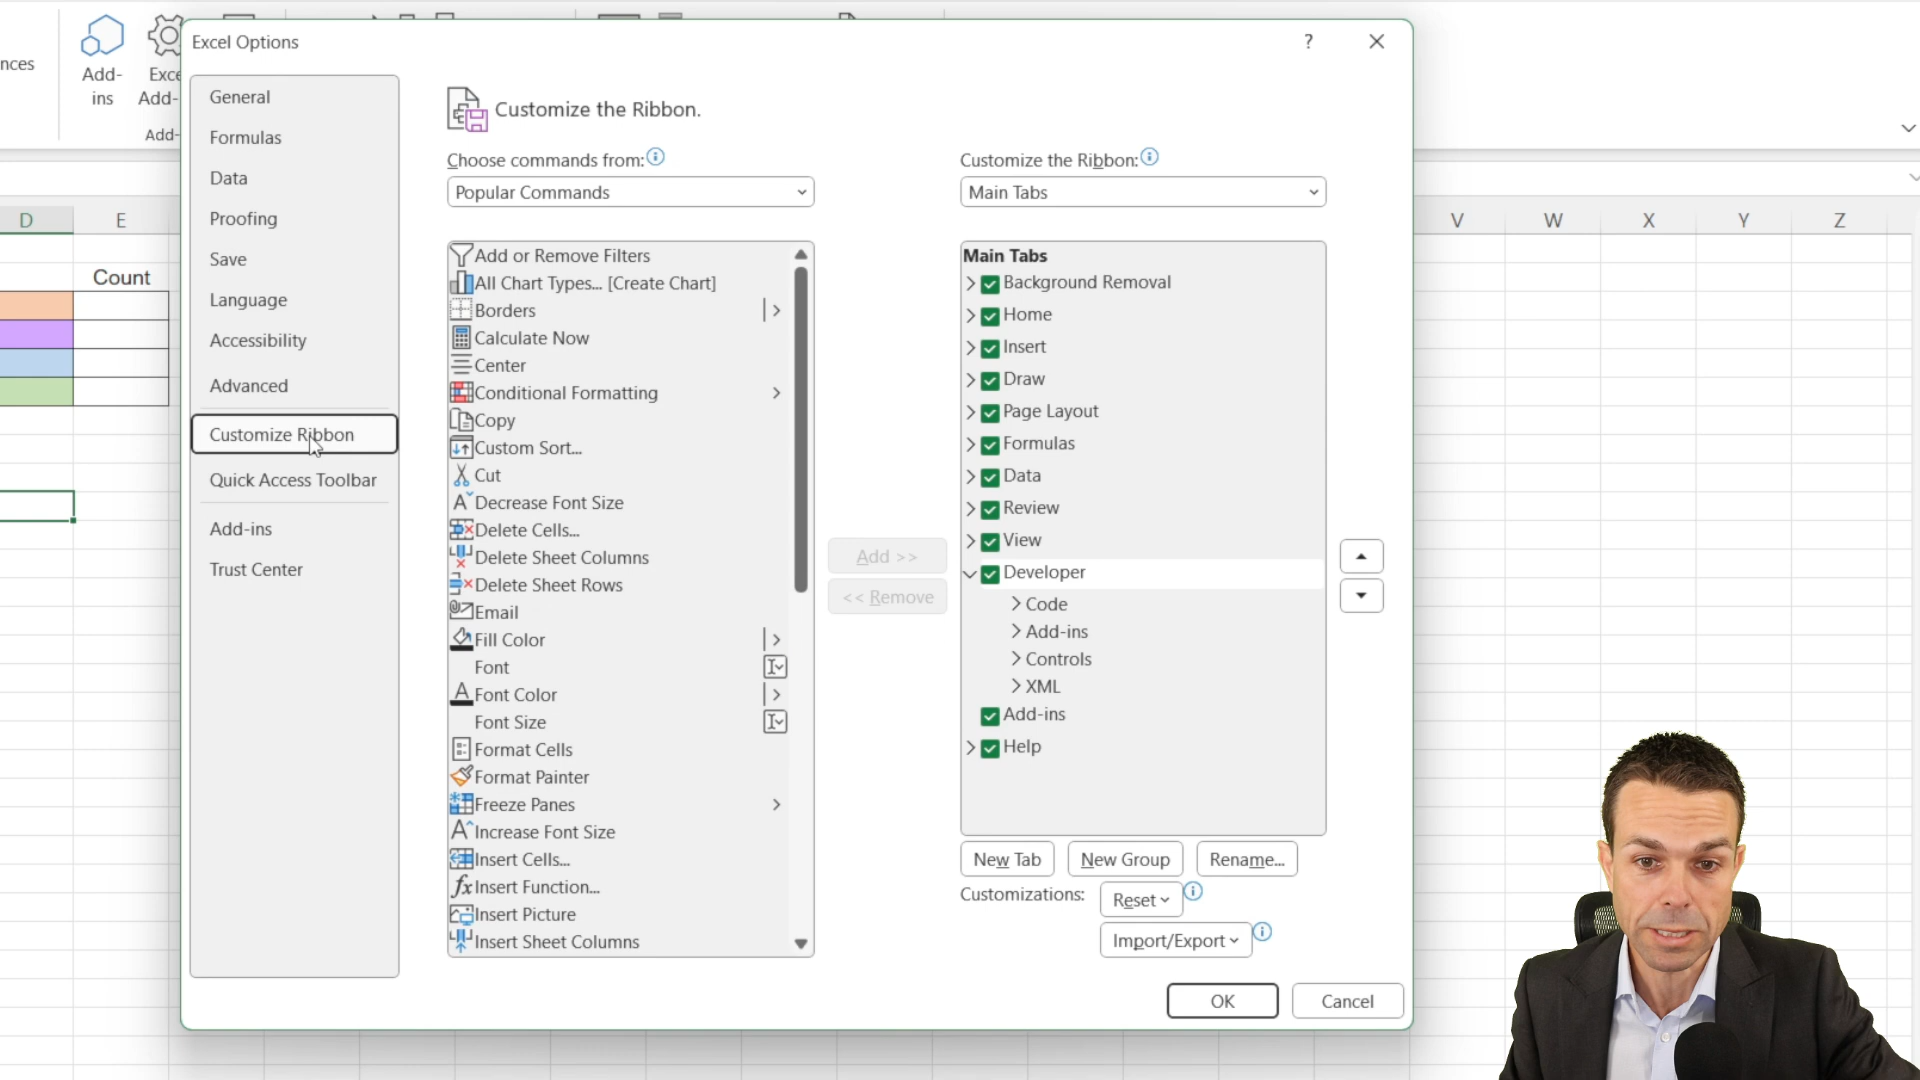 nces
Add-
ins
Exce
Add-
Add-
Excel Options
?
General
Formulas
Data
Proofing
Save
Language
Accessibility
Advanced
Customize Ribbon
Quick Access Toolbar
Add-ins
Trust Center
Customize the Ribbon.
Choose commands from:
Popular Commands
Add or Remove Filters
All Chart Types... [Create Chart]
Borders
Calculate Now
Center
Conditional Formatting
Copy
Custom Sort...
Cut
Decrease Font Size
Delete Cells...
Delete Sheet Columns
Delete Sheet Rows
Email
Fill Color
Font
Font Color
Font Size
Format Cells
Format Painter
Freeze Panes
Increase Font Size
Insert Cells...
Insert Function...
Insert Picture
Insert Sheet Columns
Add >>
<< Remove
Customize the Ribbon:
Main Tabs
Main Tabs
Background Removal
Home
Insert
Draw
Page Layout
Formulas
Data
Review
View
Developer
Code
Add-ins
Controls
XML
Add-ins
Help
New Tab
New Group
Rename...
Customizations:
Reset
Import/Export
OK
Cancel
D
E
V
W
X
Y
Z
Count